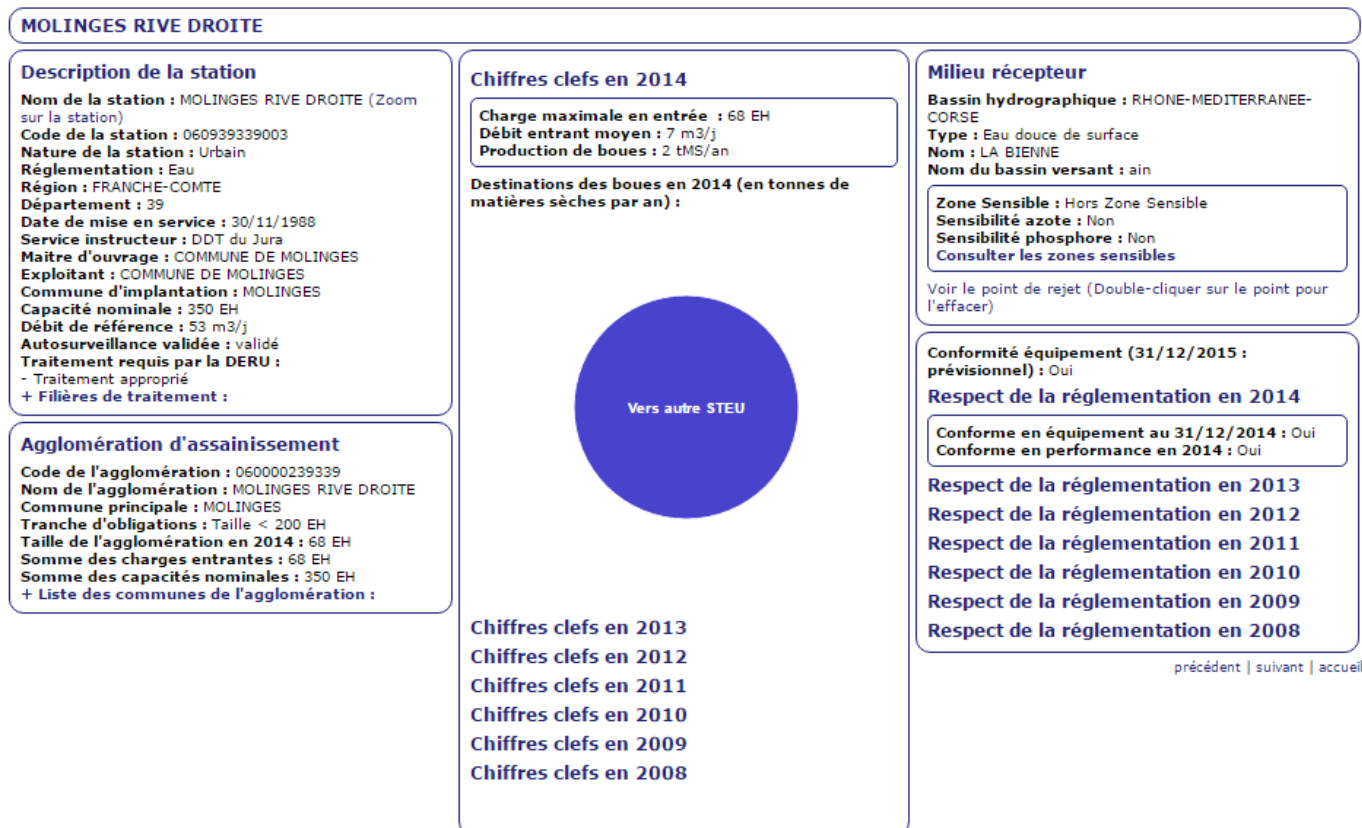 MOLINGES RIVE DROITE
Description de la station
Nom de la station : MOLINGES RIVE DROITE (Zoom
sur la station)
Code de la station : 060939339003
Nature de la station : Urbain
Réglementation : Eau
Région : FRANCHE-COMTE
Département : 39
Date de mise en service : 30/11/1988
Service instructeur : DDT du Jura
Maitre d'ouvrage : COMMUNE DE MOLINGES
Exploitant : COMMUNE DE MOLINGES
Commune d'implantation : MOLINGES
Capacité nominale : 350 EH
Débit de référence : 53 m3/j
Autosurveillance validée : validé
Traitement requis par la DERU :
- Traitement approprié
+ Filières de traitement :
Agglomération d'assainissement
Code de l'agglomération : 060000239339
Nom de l'agglomération : MOLINGES RIVE DROITE
Commune principale : MOLINGES
Tranche d'obligations : Taille < 200 EH
Taille de l'agglomération en 2014 : 68 EH
Somme des charges entrantes : 68 EH
Somme des capacités nominales : 350 EH
+ Liste des communes de l'agglomération :
Chiffres clefs en 2014
Charge maximale en entrée : 68 EH
Débit entrant moyen : 7 m3/j
Production de boues : 2 tMS/an
Destinations des boues en 2014 (en tonnes de
matières sèches par an) :
Vers autre STEU
Chiffres clefs en 2013
Chiffres clefs en 2012
Chiffres clefs en 2011
Chiffres clefs en 2010
Chiffres clefs en 2009
Chiffres clefs en 2008
Milieu récepteur
Bassin hydrographique : RHONE-MEDITERRANEE-
CORSE
Type : Eau douce de surface
Nom : LA BIENNE
Nom du bassin versant : ain
Zone Sensible : Hors Zone Sensible
Sensibilité azote : Non
Sensibilité phosphore : Non
Consulter les zones sensibles
Voir le point de rejet (Double-cliquer sur le point pour
l'effacer)
Conformité équipement (31/12/2015 :
prévisionnel) : Oui
Respect de la réglementation en 2014
Conforme en équipement au 31/12/2014 : Oui
Conforme en performance en 2014 : Oui
Respect de la réglementation en 2013
Respect de la réglementation en 2012
Respect de la réglementation en 2011
Respect de la réglementation en 2010
Respect de la réglementation en 2009
Respect de la réglementation en 2008
précédent | suivant | accueil